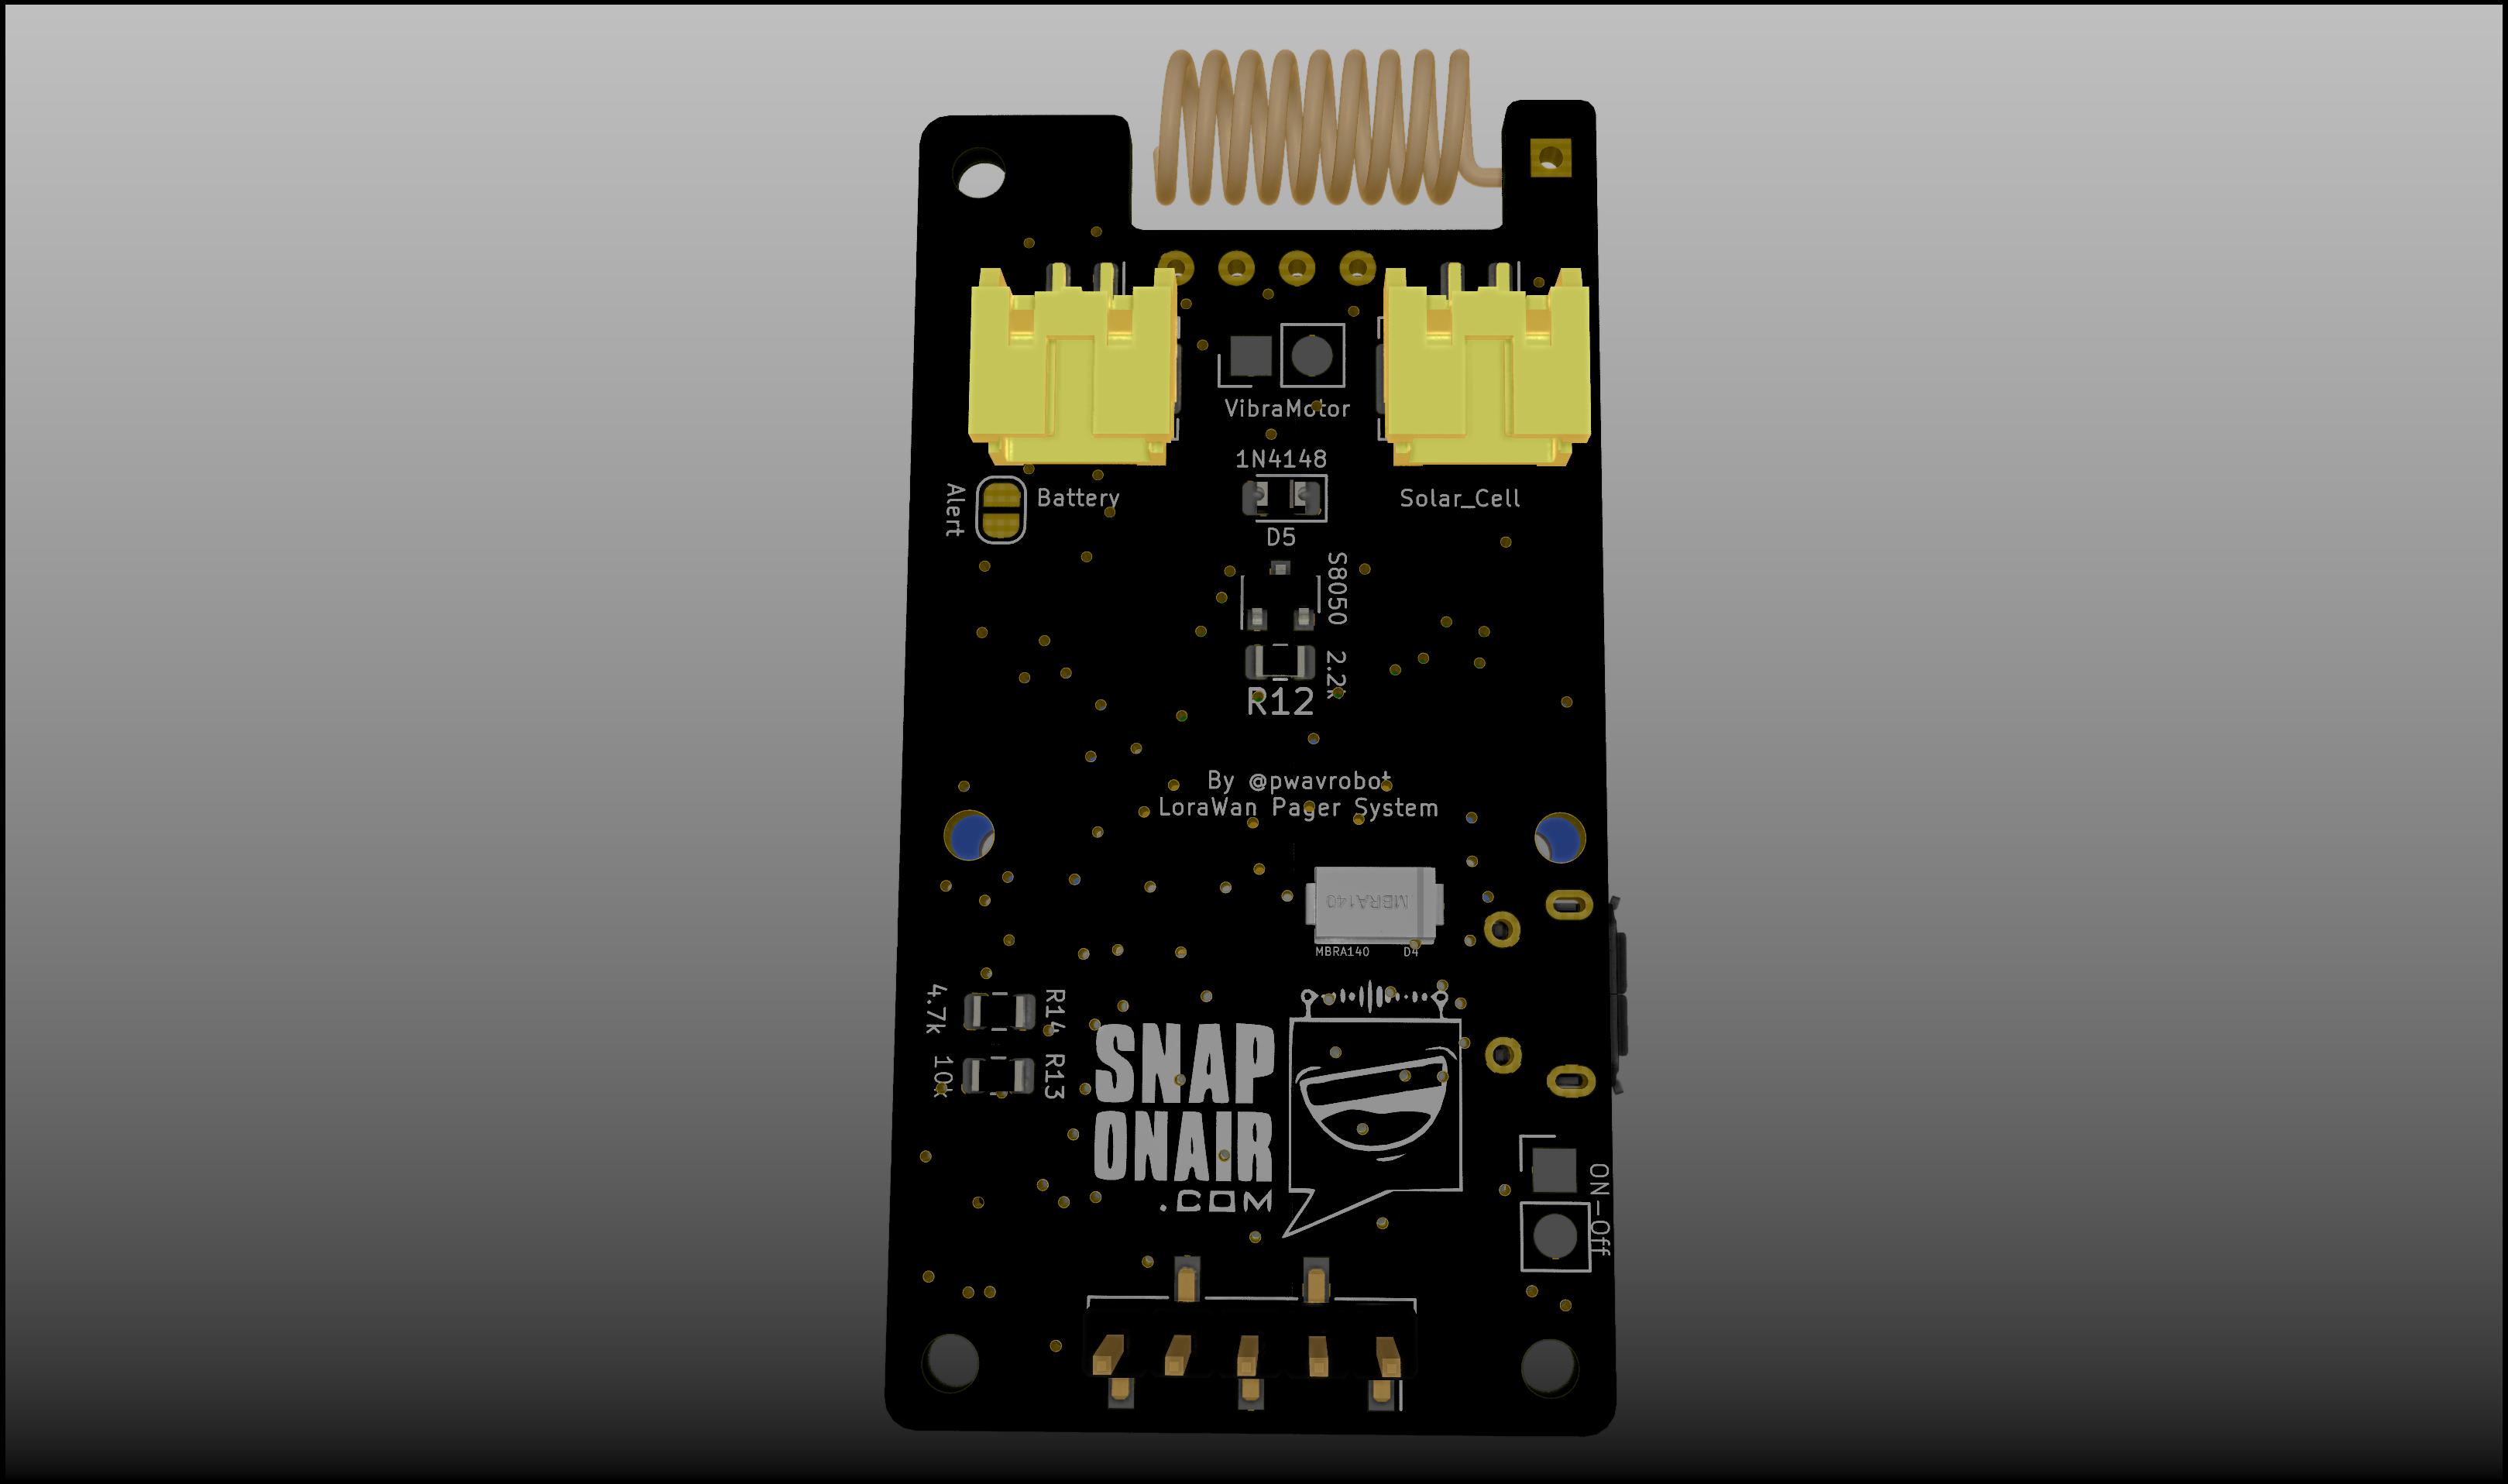 VibraMotor
1N4148
Alert
Battery
Solar_Cell
D5
S8050
2.2k
R12
By @pwavrobot
LoraWan Pager System
MBRA140
MBRA140 D4
4.7k
R14
10k
R13
SNAP
ONAIR
.COM
ON-Off